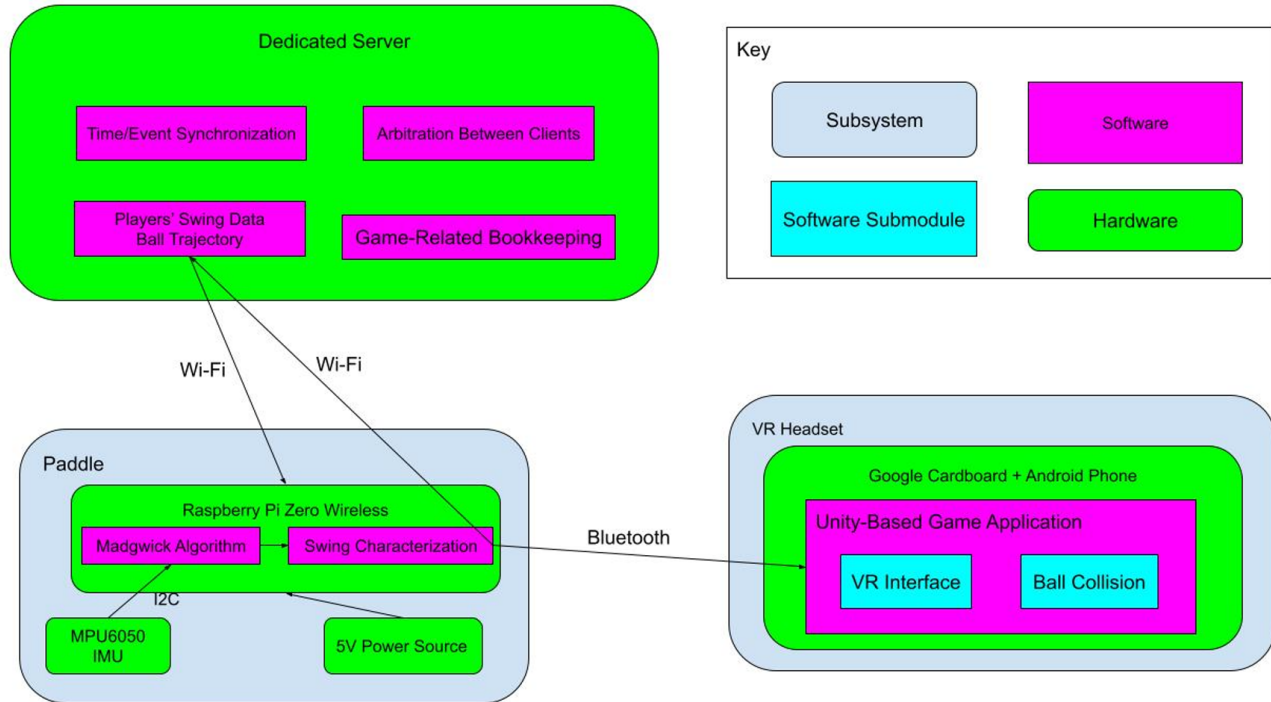 Dedicated Server
Time/Event Synchronization
Arbitration Between Clients
Players' Swing Data
Ball Trajectory
Game-Related Bookkeeping
Key
Subsystem
Software
Software Submodule
Hardware
Wi-Fi
Wi-Fi
Paddle
Raspberry Pi Zero Wireless
Madgwick Algorithm
Swing Characterization
I2C
MPU6050
IMU
5V Power Source
Bluetooth
VR Headset
Google Cardboard + Android Phone
Unity-Based Game Application
VR Interface
Ball Collision